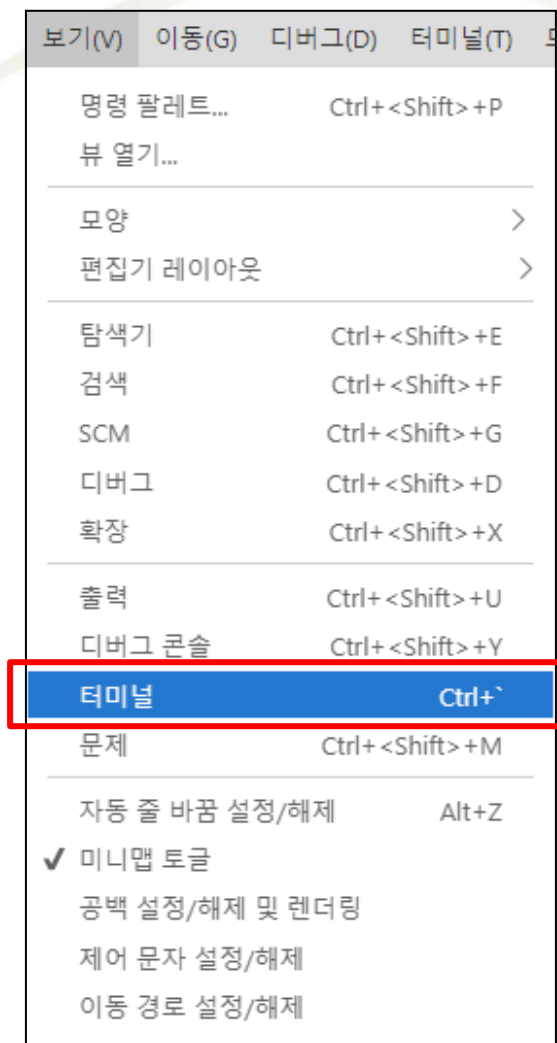 보기(V) 이동(G) 디버그(D) 터미널(T)
명령 팔레트... Ctrl+<Shift>+P
뷰 열기...
모양 >
편집기 레이아웃 >
탐색기 Ctrl+<Shift>+E
검색 Ctrl+<Shift>+F
SCM Ctrl+<Shift>+G
디버그 Ctrl+<Shift>+D
확장 Ctrl+<Shift>+X
출력 Ctrl+<Shift>+U
디버그 콘솔 Ctrl+<Shift>+Y
터미널 Ctrl+`
문제 Ctrl+<Shift>+M
자동 줄 바꿈 설정/해제 Alt+Z
✔ 미니맵 토글
공백 설정/해제 및 렌더링
제어 문자 설정/해제
이동 경로 설정/해제